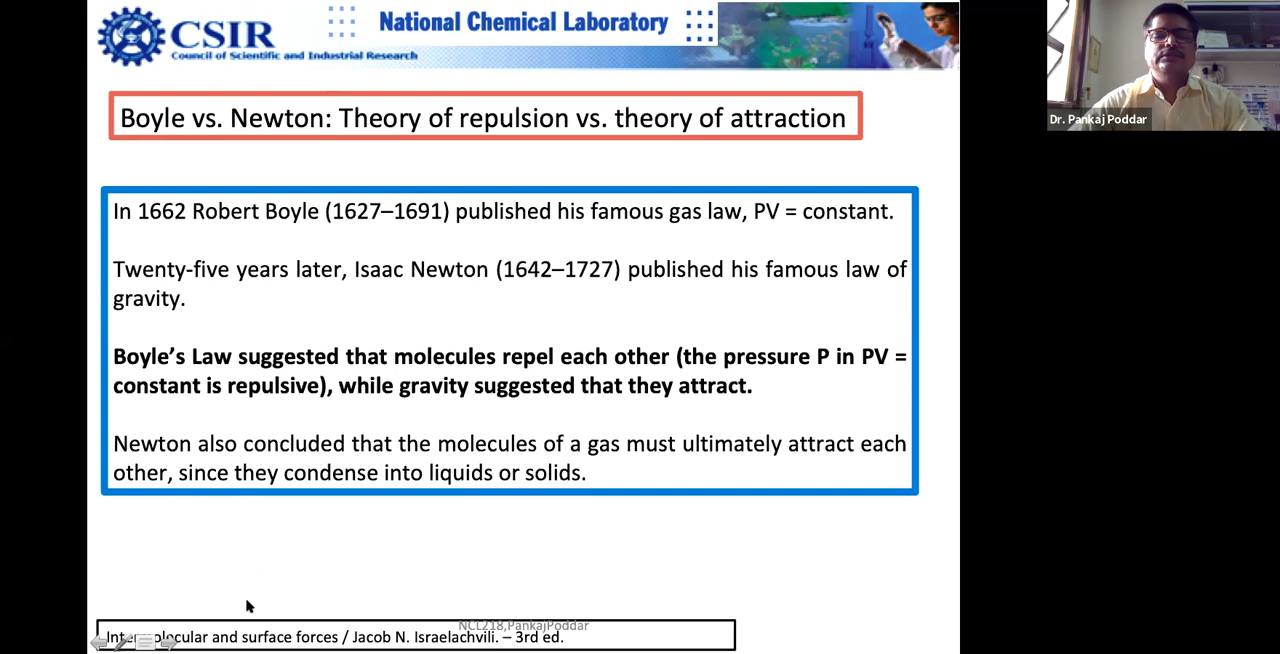 CSIR
Council of Scientific and Industrial Research
National Chemical Laboratory
Dr. Pankaj Poddar
Boyle vs. Newton: Theory of repulsion vs. theory of attraction
In 1662 Robert Boyle (1627–1691) published his famous gas law, PV = constant.
Twenty-five years later, Isaac Newton (1642–1727) published his famous law of
gravity.
Boyle’s Law suggested that molecules repel each other (the pressure P in PV =
constant is repulsive), while gravity suggested that they attract.
Newton also concluded that the molecules of a gas must ultimately attract each
other, since they condense into liquids or solids.
NCL218,PankajPoddar
Intermolecular and surface forces / Jacob N. Israelachvili. – 3rd ed.